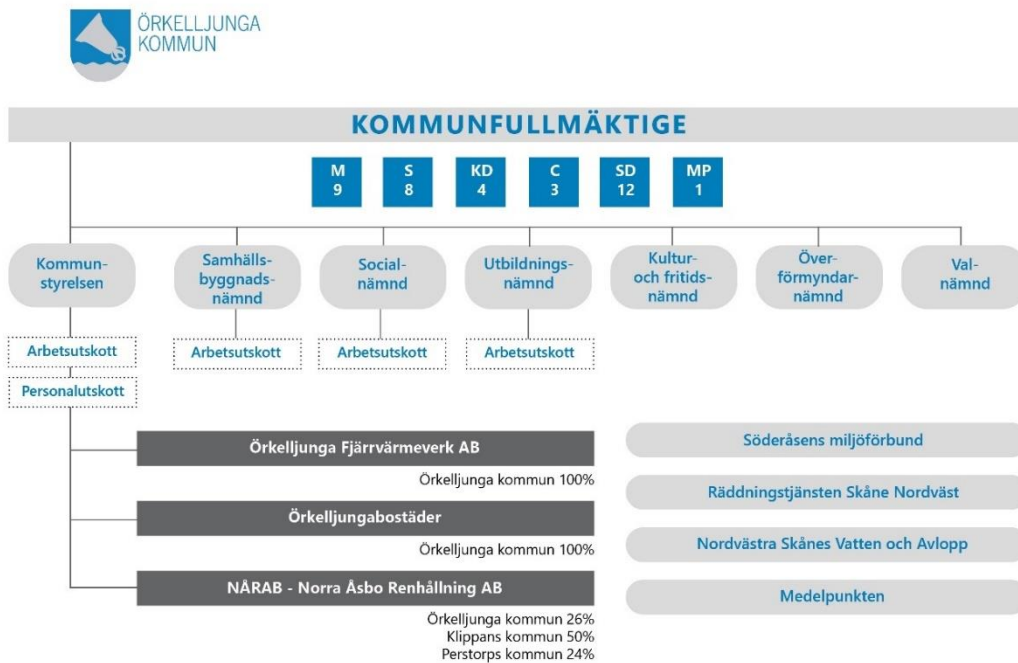 ÖRKELLJUNGA
KOMMUN
KOMMUNFULLMÄKTIGE
M
9
S
8
KD
4
C
3
SD
12
MP
1
Kommun-
styrelsen
Samhälls-
byggnads-
nämnd
Social-
nämnd
Utbildnings-
nämnd
Kultur-
och fritids-
nämnd
Över-
förmyndar-
nämnd
Val-
nämnd
Arbetsutskott
Arbetsutskott
Arbetsutskott
Arbetsutskott
Personalutskott
Örkelljunga Fjärrvärmeverk AB
Örkelljunga kommun 100%
Örkelljungabostäder
Örkelljunga kommun 100%
NÅRAB - Norra Åsbo Renhållning AB
Örkelljunga kommun 26%
Klippans kommun 50%
Perstorps kommun 24%
Söderåsens miljöförbund
Räddningstjänsten Skåne Nordväst
Nordvästra Skånes Vatten och Avlopp
Medelpunkten